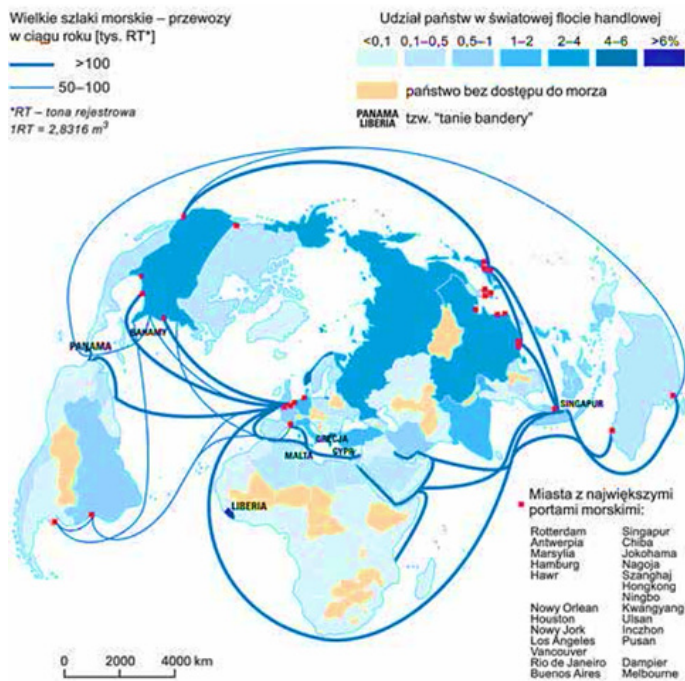 Wielkie szlaki morskie – przewozy
w ciągu roku [tys. RT*]
>100
50–100
*RT – tona rejestrowa
1RT = 2,8316 m³
Udział państw w światowej flocie handlowej
<0,1 0,1–0,5 0,5–1 1–2 2–4 4–6 >6%
państwo bez dostępu do morza
PANAMA
LIBERIA
tzw. "tanie bandery"
BAHAMY
PANAMA
SINGAPUR
GRECJA
CYPR
MALTA
LIBERIA
Miasta z największymi
portami morskimi:
Rotterdam
Antwerpia
Marsylia
Hamburg
Hawr
Nowy Orlean
Houston
Nowy Jork
Los Angeles
Vancouver
Rio de Janeiro
Buenos Aires
Singapur
Chiba
Jokohama
Nagoja
Szanghaj
Hongkong
Ningbo
Kwangyang
Ulsan
Inczhon
Pusan
Dampier
Melbourne
0 2000 4000 km